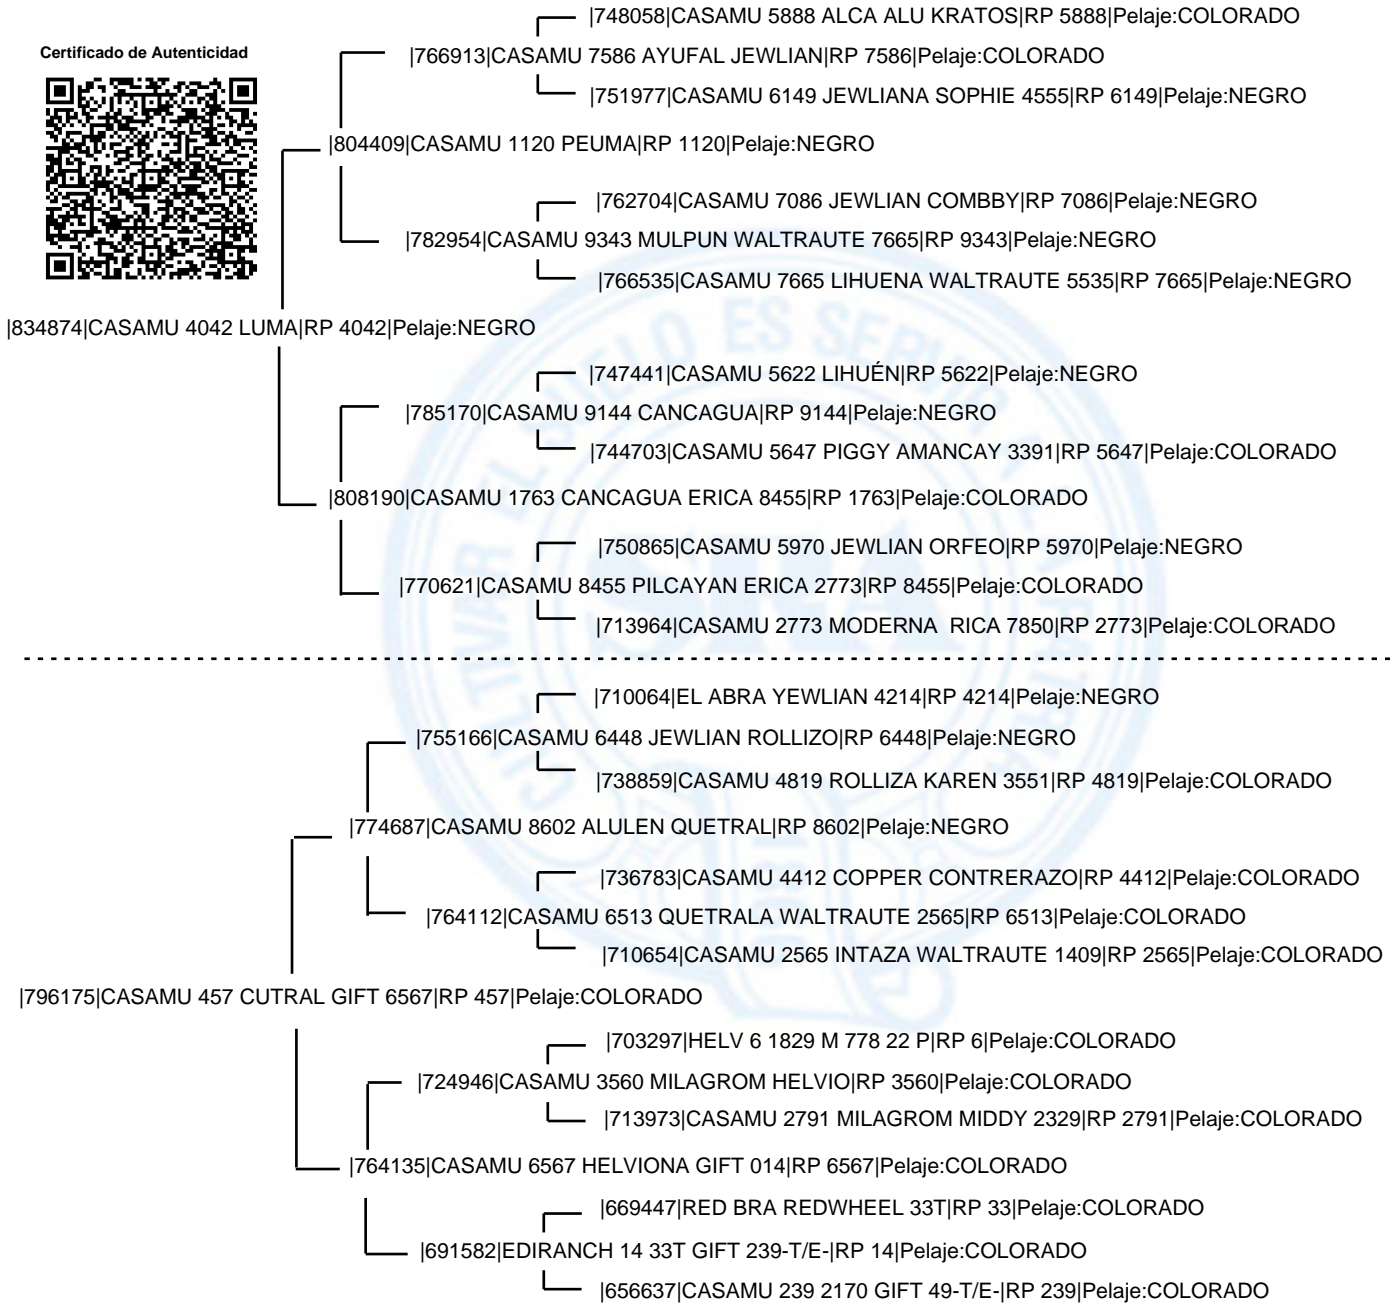 |748058|CASAMU 5888 ALCA ALU KRATOS|RP 5888|Pelaje:COLORADO
Certificado de Autenticidad
|766913|CASAMU 7586 AYUFAL JEWLIAN|RP 7586|Pelaje:COLORADO
|751977|CASAMU 6149 JEWLIANA SOPHIE 4555|RP 6149|Pelaje:NEGRO
|804409|CASAMU 1120 PEUMA|RP 1120|Pelaje:NEGRO
|762704|CASAMU 7086 JEWLIAN COMBBY|RP 7086|Pelaje:NEGRO
|782954|CASAMU 9343 MULPUN WALTRAUTE 7665|RP 9343|Pelaje:NEGRO
|766535|CASAMU 7665 LIHUENA WALTRAUTE 5535|RP 7665|Pelaje:NEGRO
|834874|CASAMU 4042 LUMA|RP 4042|Pelaje:NEGRO
|747441|CASAMU 5622 LIHUÉN|RP 5622|Pelaje:NEGRO
|785170|CASAMU 9144 CANCAGUA|RP 9144|Pelaje:NEGRO
|744703|CASAMU 5647 PIGGY AMANCAY 3391|RP 5647|Pelaje:COLORADO
|808190|CASAMU 1763 CANCAGUA ERICA 8455|RP 1763|Pelaje:COLORADO
|750865|CASAMU 5970 JEWLIAN ORFEO|RP 5970|Pelaje:NEGRO
|770621|CASAMU 8455 PILCAYAN ERICA 2773|RP 8455|Pelaje:COLORADO
|713964|CASAMU 2773 MODERNA  RICA 7850|RP 2773|Pelaje:COLORADO
|710064|EL ABRA YEWLIAN 4214|RP 4214|Pelaje:NEGRO
|755166|CASAMU 6448 JEWLIAN ROLLIZO|RP 6448|Pelaje:NEGRO
|738859|CASAMU 4819 ROLLIZA KAREN 3551|RP 4819|Pelaje:COLORADO
|774687|CASAMU 8602 ALULEN QUETRAL|RP 8602|Pelaje:NEGRO
|736783|CASAMU 4412 COPPER CONTRERAZO|RP 4412|Pelaje:COLORADO
|764112|CASAMU 6513 QUETRALA WALTRAUTE 2565|RP 6513|Pelaje:COLORADO
|710654|CASAMU 2565 INTAZA WALTRAUTE 1409|RP 2565|Pelaje:COLORADO
|796175|CASAMU 457 CUTRAL GIFT 6567|RP 457|Pelaje:COLORADO
|703297|HELV 6 1829 M 778 22 P|RP 6|Pelaje:COLORADO
|724946|CASAMU 3560 MILAGROM HELVIO|RP 3560|Pelaje:COLORADO
|713973|CASAMU 2791 MILAGROM MIDDY 2329|RP 2791|Pelaje:COLORADO
|764135|CASAMU 6567 HELVIONA GIFT 014|RP 6567|Pelaje:COLORADO
|669447|RED BRA REDWHEEL 33T|RP 33|Pelaje:COLORADO
|691582|EDIRANCH 14 33T GIFT 239-T/E-|RP 14|Pelaje:COLORADO
|656637|CASAMU 239 2170 GIFT 49-T/E-|RP 239|Pelaje:COLORADO
CULTIVAR EL SUELO ES SERVIR A LA PATRIA
SRA
1866